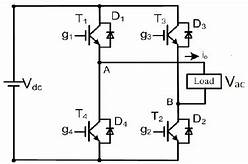 T1 D1 T3 D3
g1 g3
io
A
Vdc Load Vac
B
T4 D4 T2 D2
g4 g2